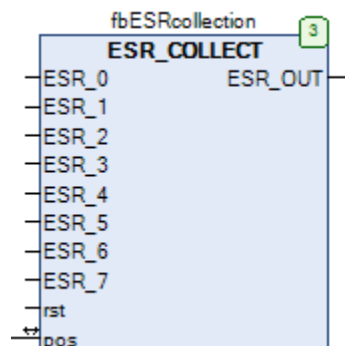 fbESRcollection
3
ESR_COLLECT
ESR_0 ESR_OUT
ESR_1
ESR_2
ESR_3
ESR_4
ESR_5
ESR_6
ESR_7
rst
pos